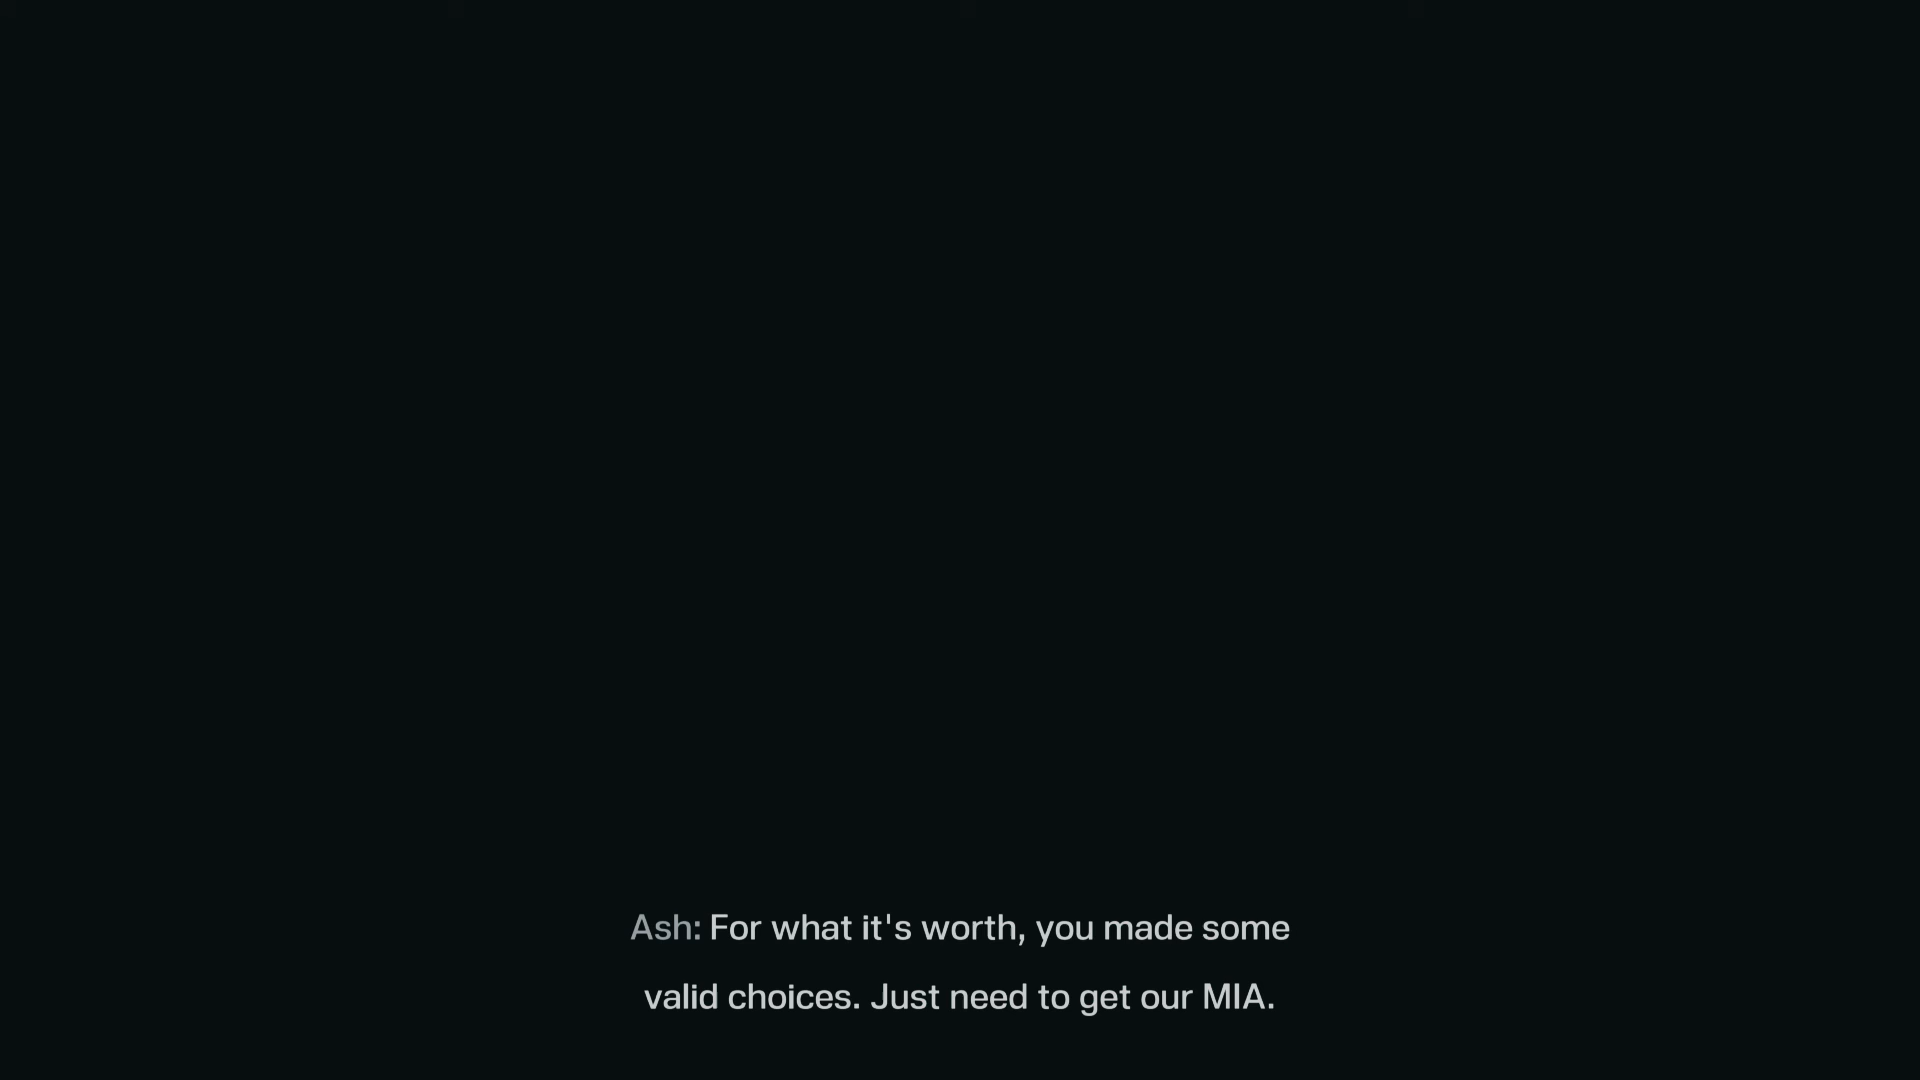 Ash: For what it's worth, you made some
valid choices. Just need to get our MIA.